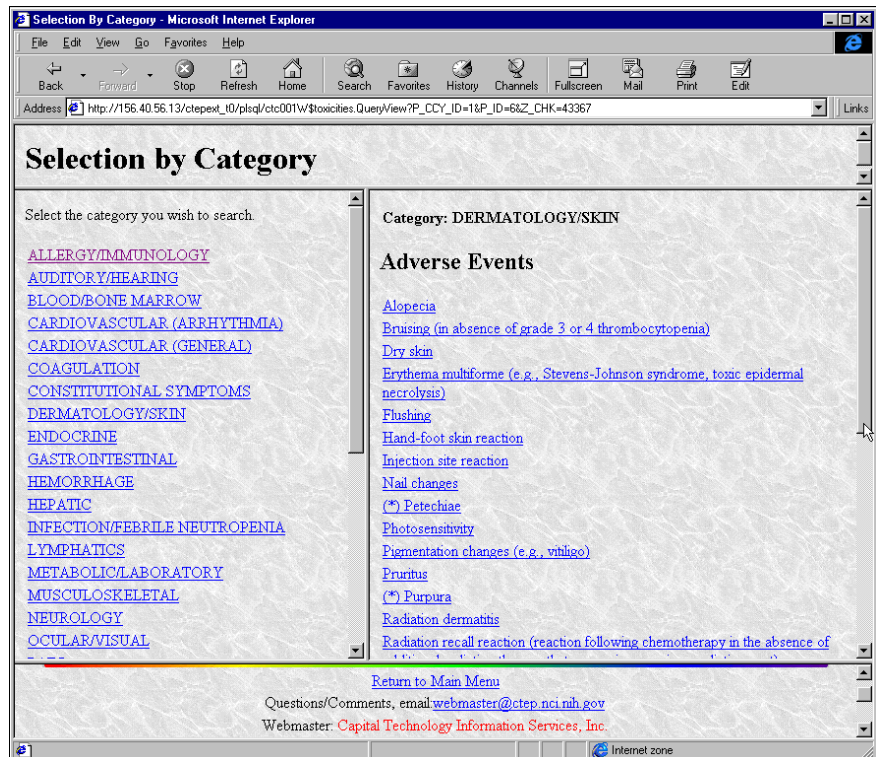 Selection By Category - Microsoft Internet Explorer
File Edit View Go Favorites Help
Back Forward Stop Refresh Home Search Favorites History Channels Fullscreen Mail Print Edit
Address http://156.40.56.13/ctepext_t0/plsql/ctc001W$toxicities.QueryView?P_CCY_ID=1&P_ID=6&Z_CHK=43367 Links
Selection by Category
Select the category you wish to search.
ALLERGY/IMMUNOLOGY
AUDITORY/HEARING
BLOOD/BONE MARROW
CARDIOVASCULAR (ARRHYTHMIA)
CARDIOVASCULAR (GENERAL)
COAGULATION
CONSTITUTIONAL SYMPTOMS
DERMATOLOGY/SKIN
ENDOCRINE
GASTROINTESTINAL
HEMORRHAGE
HEPATIC
INFECTION/FEBRILE NEUTROPENIA
LYMPHATICS
METABOLIC/LABORATORY
MUSCULOSKELETAL
NEUROLOGY
OCULAR/VISUAL
Category: DERMATOLOGY/SKIN
Adverse Events
Alopecia
Bruising (in absence of grade 3 or 4 thrombocytopenia)
Dry skin
Erythema multiforme (e.g., Stevens-Johnson syndrome, toxic epidermal
necrolysis)
Flushing
Hand-foot skin reaction
Injection site reaction
Nail changes
(*) Petechiae
Photosensitivity
Pigmentation changes (e.g., vitiligo)
Pruritus
(*) Purpura
Radiation dermatitis
Radiation recall reaction (reaction following chemotherapy in the absence of
Return to Main Menu
Questions/Comments, email:webmaster@ctep.nci.nih.gov
Webmaster: Capital Technology Information Services, Inc.
Internet zone